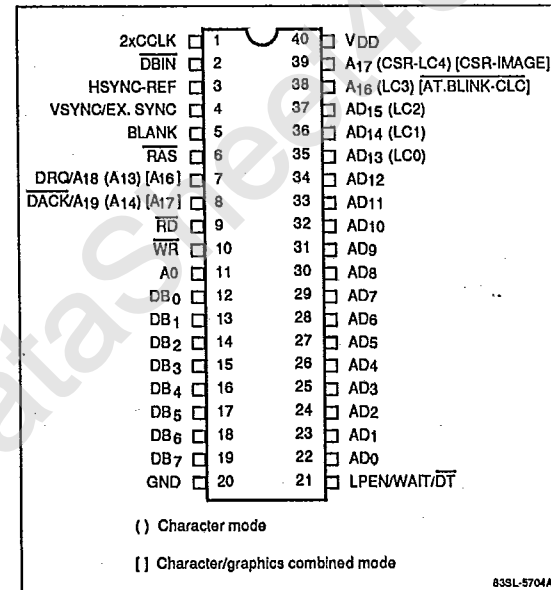 2xCCLK 1 40 VDD
DBIN 2 39 A17 (CSR-LC4) [CSR-IMAGE]
HSYNC-REF 3 38 A16 (LC3) [AT.BLINK-CLC]
VSYNC/EX. SYNC 4 37 AD15 (LC2)
BLANK 5 36 AD14 (LC1)
RAS 6 35 AD13 (LC0)
DRQ/A18 (A13) [A16] 7 34 AD12
DACK/A19 (A14) [A17] 8 33 AD11
RD 9 32 AD10
WR 10 31 AD9
A0 11 30 AD8
DB0 12 29 AD7
DB1 13 28 AD6
DB2 14 27 AD5
DB3 15 26 AD4
DB4 16 25 AD3
DB5 17 24 AD2
DB6 18 23 AD1
DB7 19 22 AD0
GND 20 21 LPEN/WAIT/DT
( ) Character mode
[ ] Character/graphics combined mode
83SL-5704A